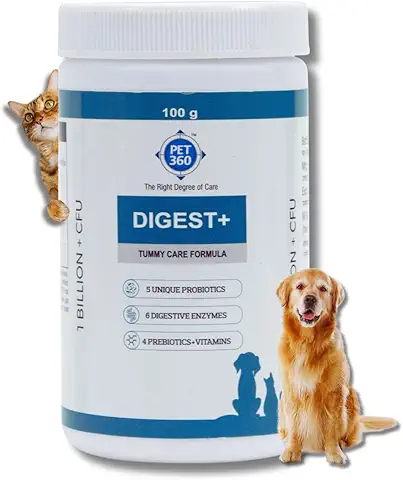 100 g
PET
360
TM
The Right Degree of Care
DIGEST+
TUMMY CARE FORMULA
5 UNIQUE PROBIOTICS
6 DIGESTIVE ENZYMES
4 PREBIOTICS+VITAMINS
1 BILLION + CFU
BILLION + CFU